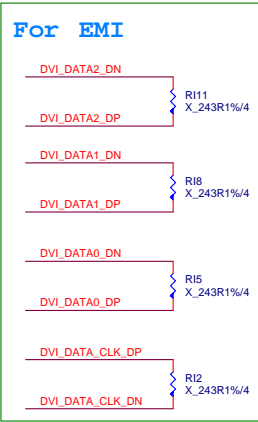 For EMI
DVI_DATA2_DN
RI11
X_243R1%/4
DVI_DATA2_DP
DVI_DATA1_DN
RI8
X_243R1%/4
DVI_DATA1_DP
DVI_DATA0_DN
RI5
X_243R1%/4
DVI_DATA0_DP
DVI_DATA_CLK_DP
RI2
X_243R1%/4
DVI_DATA_CLK_DN